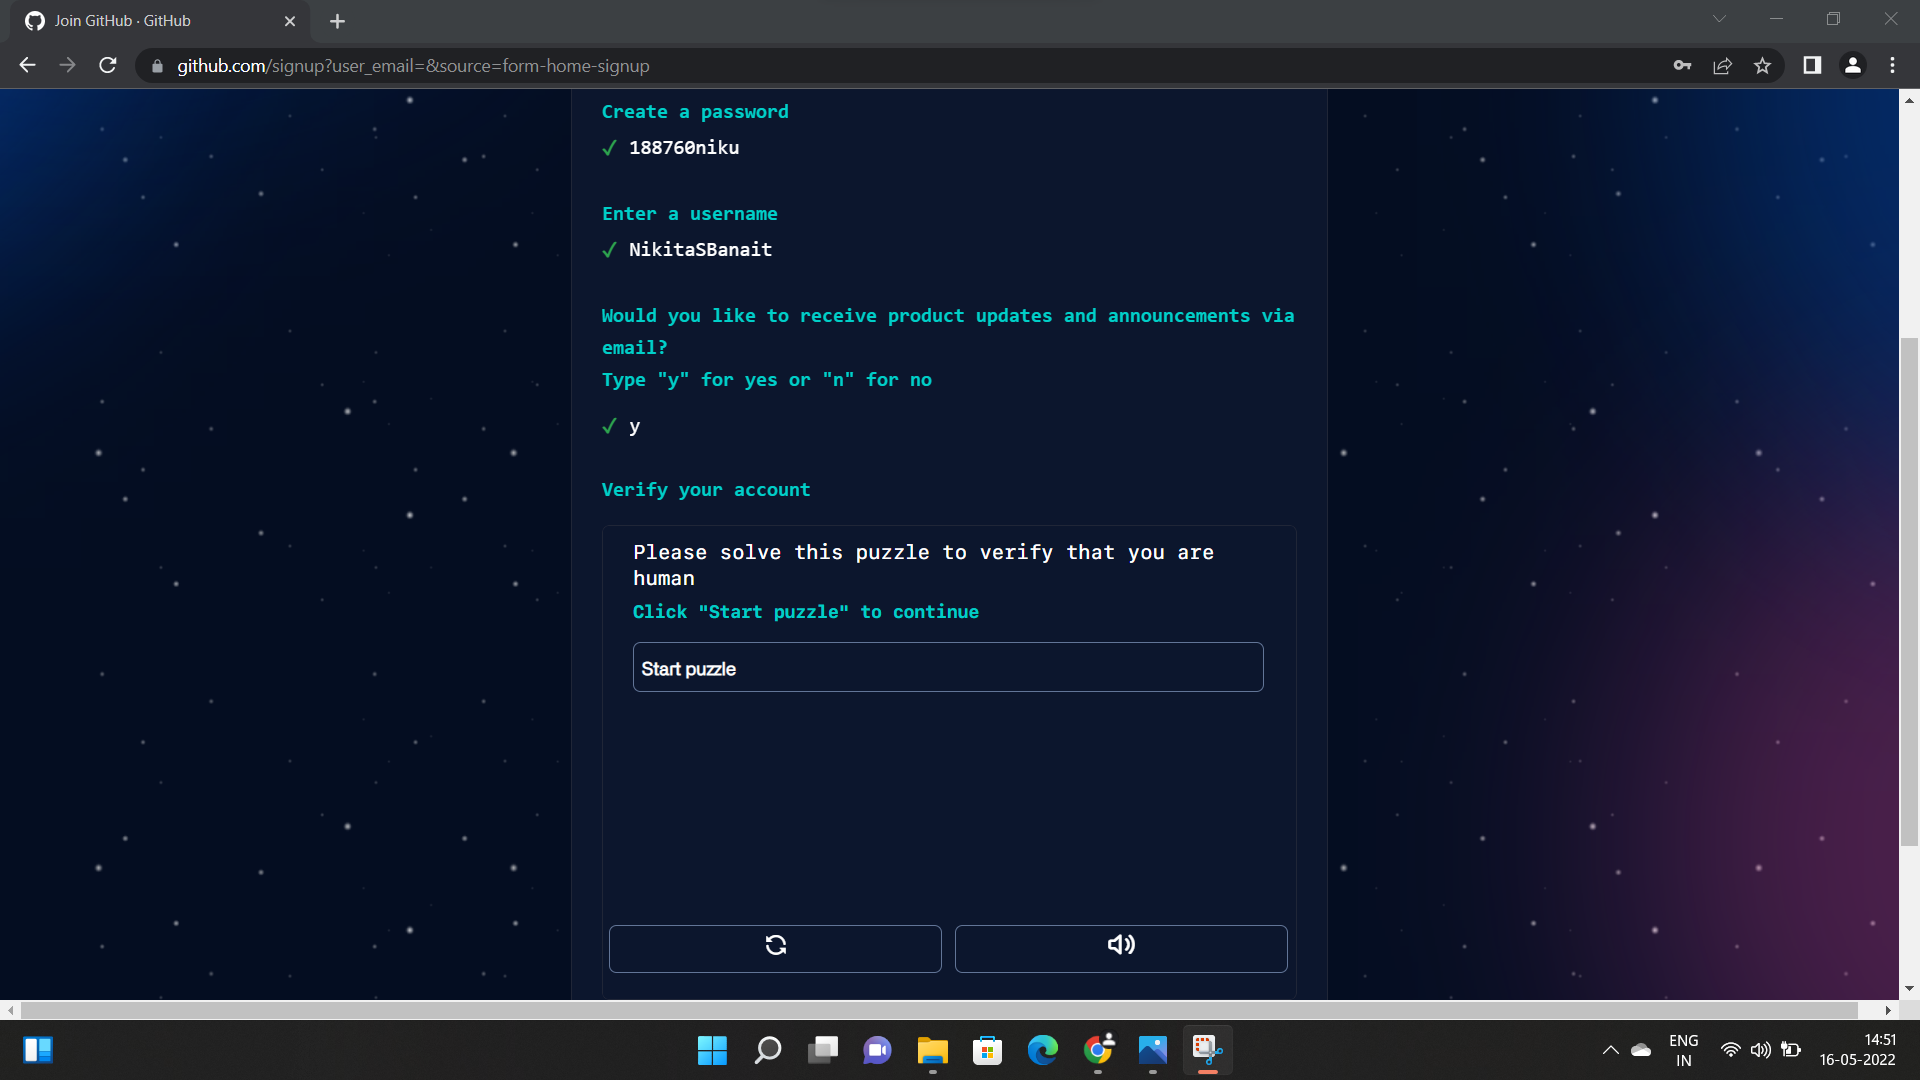 Join GitHub · GitHub
github.com/signup?user_email=&source=form-home-signup
Create a password
✓ 188760niku
Enter a username
✓ NikitaSBanait
Would you like to receive product updates and announcements via
email?
Type "y" for yes or "n" for no
✓ y
Verify your account
Please solve this puzzle to verify that you are
human
Click "Start puzzle" to continue
Start puzzle
ENG
IN
14:51
16-05-2022